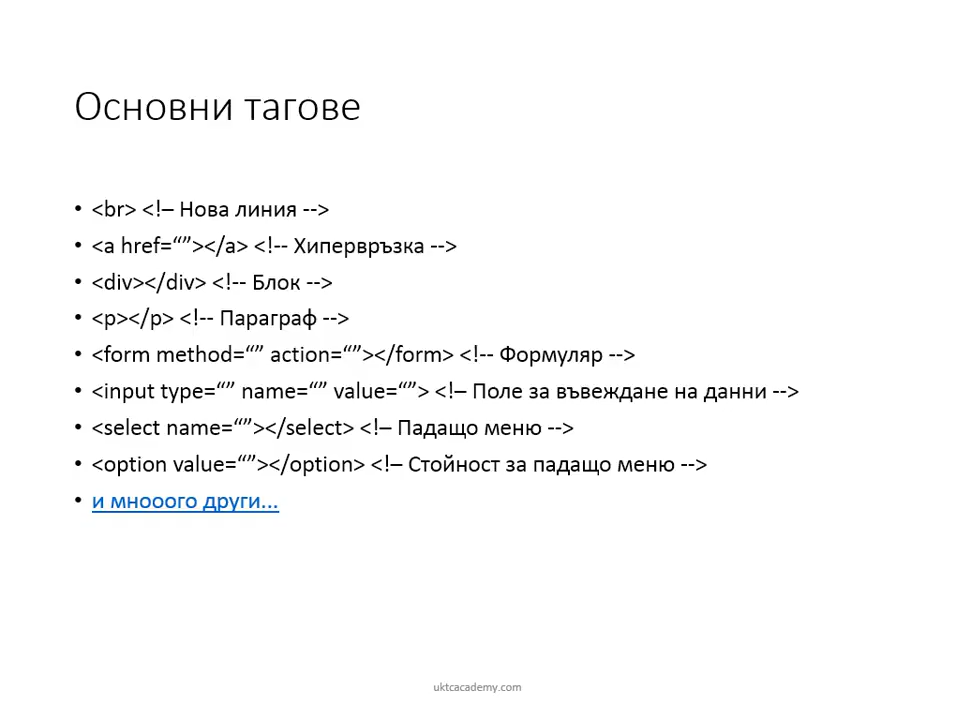 Основни тагове
• <br> <!– Нова линия -->
• <a href=“”></a> <!-- Хипервръзка -->
• <div></div> <!-- Блок -->
• <p></p> <!-- Параграф -->
• <form method=“” action=“”></form> <!-- Формуляр -->
• <input type=“” name=“” value=“”> <!– Поле за въвеждане на данни -->
• <select name=“”></select> <!– Падащо меню -->
• <option value=“”></option> <!– Стойност за падащо меню -->
• и мнооого други...
uktcacademy.com